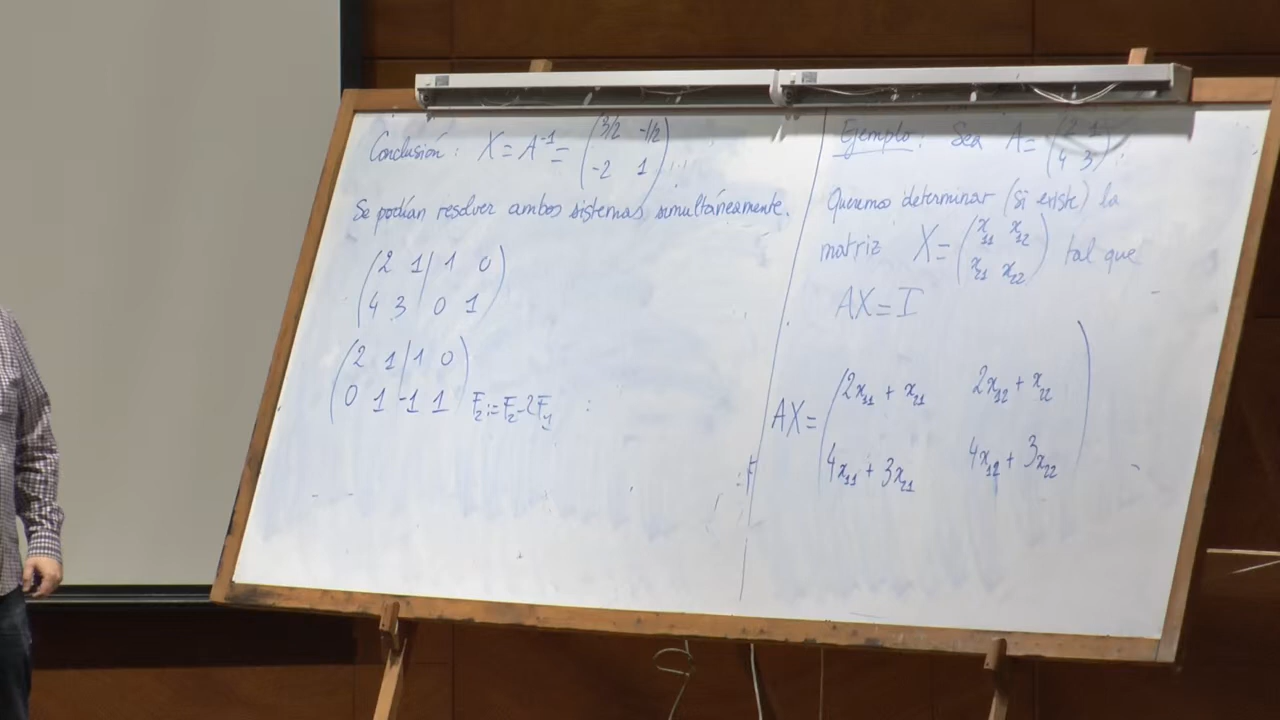 Conclusión: X = A⁻¹ = (3/2 -1/2
-2 1)
Se podían resolver ambos sistemas simultáneamente.
(2 1 | 1 0
4 3 | 0 1)
(2 1 | 1 0
0 1 | -1 1) F₂ := F₂ - 2F₁
Ejemplo: Sea A = (2 1
4 3)
Queremos determinar (si existe) la
matriz X = (x₁₁ x₁₂
x₂₁ x₂₂) tal que
AX = I
AX = (2x₁₁ + x₂₁ 2x₁₂ + x₂₂
4x₁₁ + 3x₂₁ 4x₁₂ + 3x₂₂)